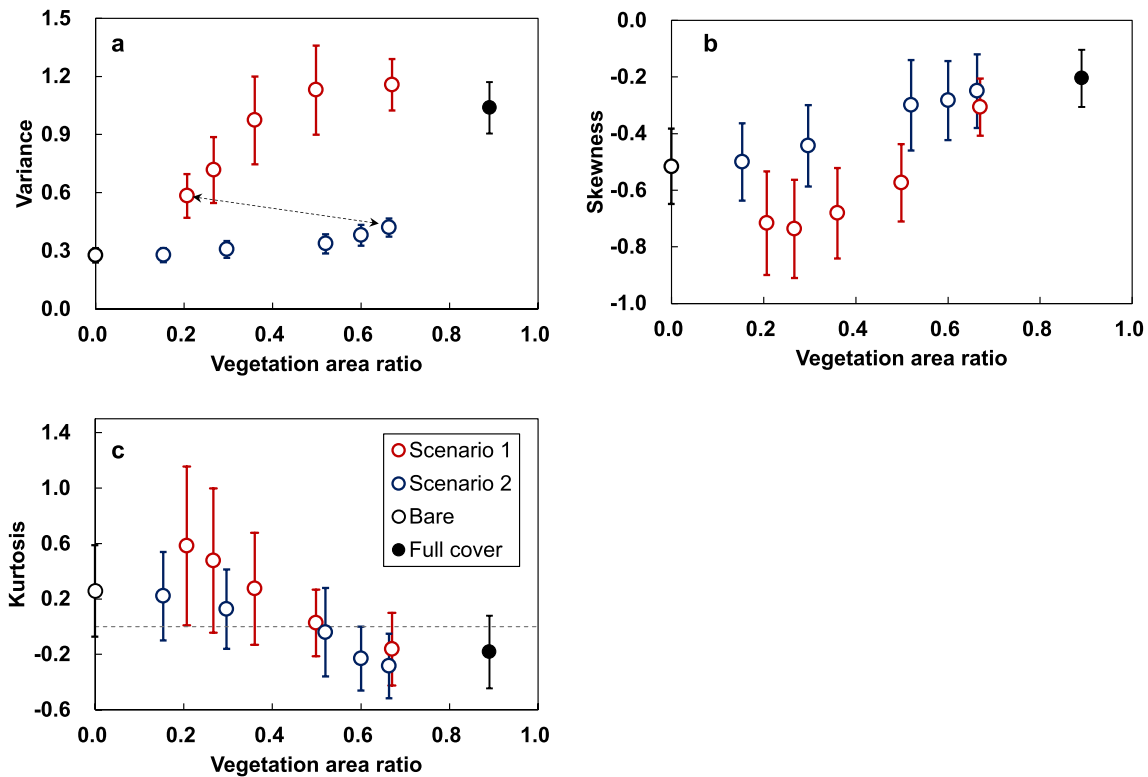 a
Variance
1.5
1.2
0.9
0.6
0.3
0.0
0.0 0.2 0.4 0.6 0.8 1.0
Vegetation area ratio
b
Skewness
0.0
-0.2
-0.4
-0.6
-0.8
-1.0
0.0 0.2 0.4 0.6 0.8 1.0
Vegetation area ratio
c
Kurtosis
1.4
1.0
0.6
0.2
-0.2
-0.6
Scenario 1
Scenario 2
Bare
Full cover
0.0 0.2 0.4 0.6 0.8 1.0
Vegetation area ratio